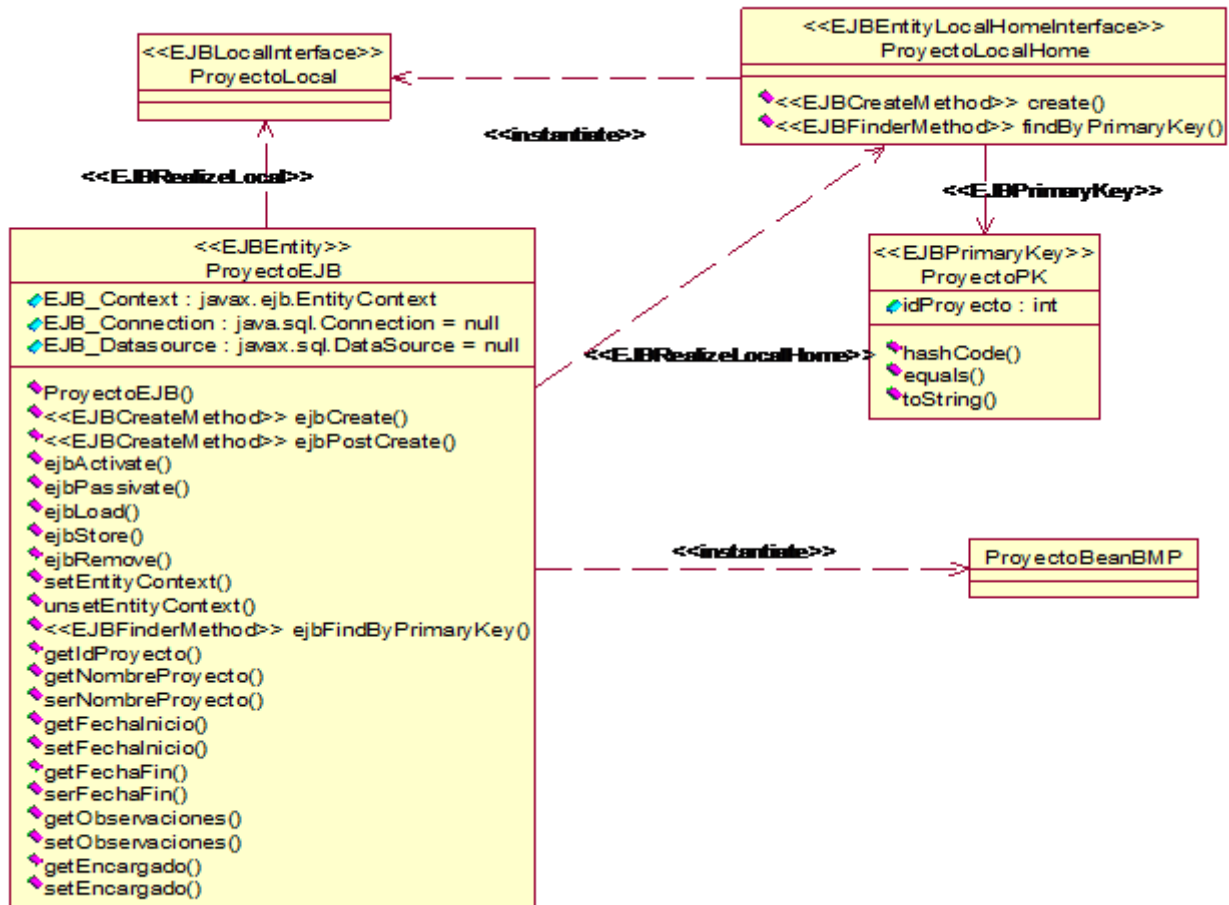 <<EJBLocalInterface>>
ProyectoLocal
<<EJBEntityLocalHomeInterface>>
ProyectoLocalHome
<<EJBCreateMethod>> create()
<<EJBFinderMethod>> findByPrimaryKey()
<<instantiate>>
<<EJBRealizeLocal>>
<<EJBPrimaryKey>>
<<EJBEntity>>
ProyectoEJB
EJB_Context : javax.ejb.EntityContext
EJB_Connection : java.sql.Connection = null
EJB_Datasource : javax.sql.DataSource = null
ProyectoEJB()
<<EJBCreateMethod>> ejbCreate()
<<EJBCreateMethod>> ejbPostCreate()
ejbActivate()
ejbPassivate()
ejbLoad()
ejbStore()
ejbRemove()
setEntityContext()
unsetEntityContext()
<<EJBFinderMethod>> ejbFindByPrimaryKey()
getIdProyecto()
getNombreProyecto()
serNombreProyecto()
getFechaInicio()
setFechaInicio()
getFechaFin()
serFechaFin()
getObservaciones()
setObservaciones()
getEncargado()
setEncargado()
<<EJBPrimaryKey>>
ProyectoPK
idProyecto : int
hashCode()
equals()
toString()
<<EJBRealizeLocalHome>>
<<instantiate>>
ProyectoBeanBMP